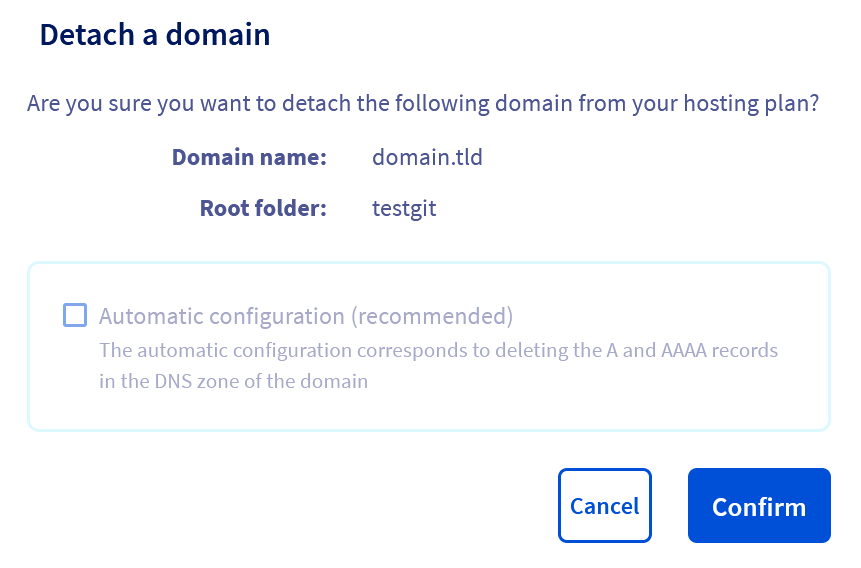 Detach a domain
Are you sure you want to detach the following domain from your hosting plan?
Domain name: domain.tld
Root folder: testgit
Automatic configuration (recommended)
The automatic configuration corresponds to deleting the A and AAAA records
in the DNS zone of the domain
Cancel Confirm